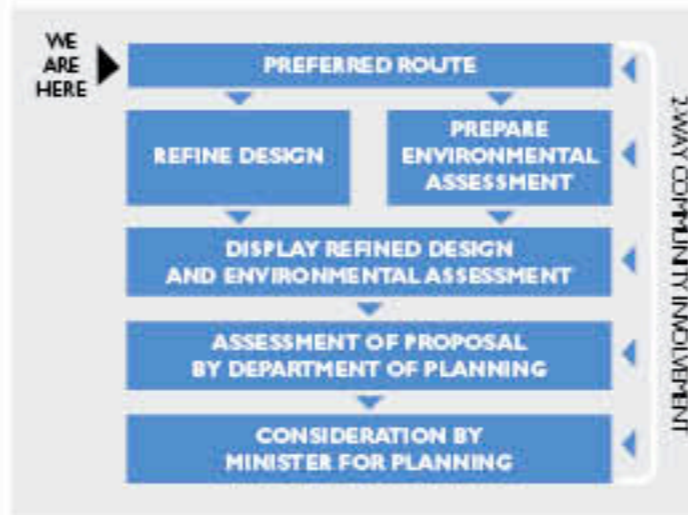 WE
ARE
HERE
PREFERRED ROUTE
REFINE DESIGN
PREPARE
ENVIRONMENTAL
ASSESSMENT
DISPLAY REFINED DESIGN
AND ENVIRONMENTAL ASSESSMENT
ASSESSMENT OF PROPOSAL
BY DEPARTMENT OF PLANNING
CONSIDERATION BY
MINISTER FOR PLANNING
2 WAY COMMUNITY INVOLVEMENT